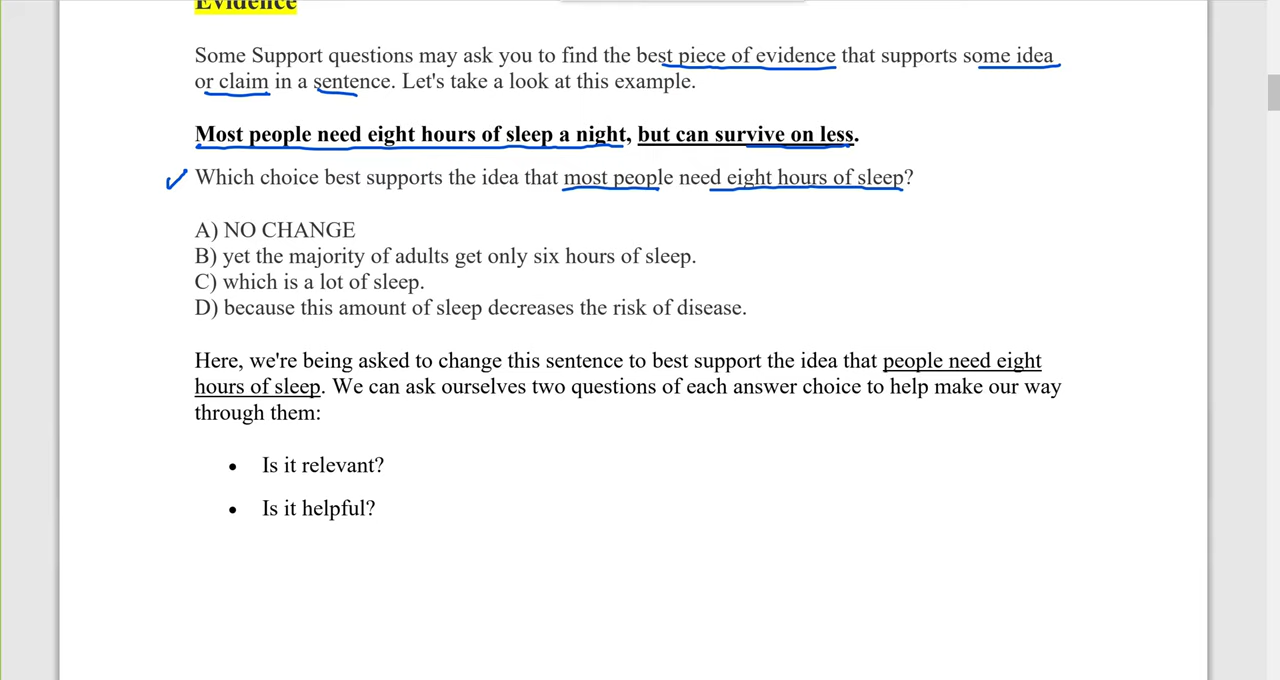 Evidence
Some Support questions may ask you to find the best piece of evidence that supports some idea
or claim in a sentence. Let's take a look at this example.
Most people need eight hours of sleep a night, but can survive on less.
Which choice best supports the idea that most people need eight hours of sleep?
A) NO CHANGE
B) yet the majority of adults get only six hours of sleep.
C) which is a lot of sleep.
D) because this amount of sleep decreases the risk of disease.
Here, we're being asked to change this sentence to best support the idea that people need eight
hours of sleep. We can ask ourselves two questions of each answer choice to help make our way
through them:
• Is it relevant?
• Is it helpful?